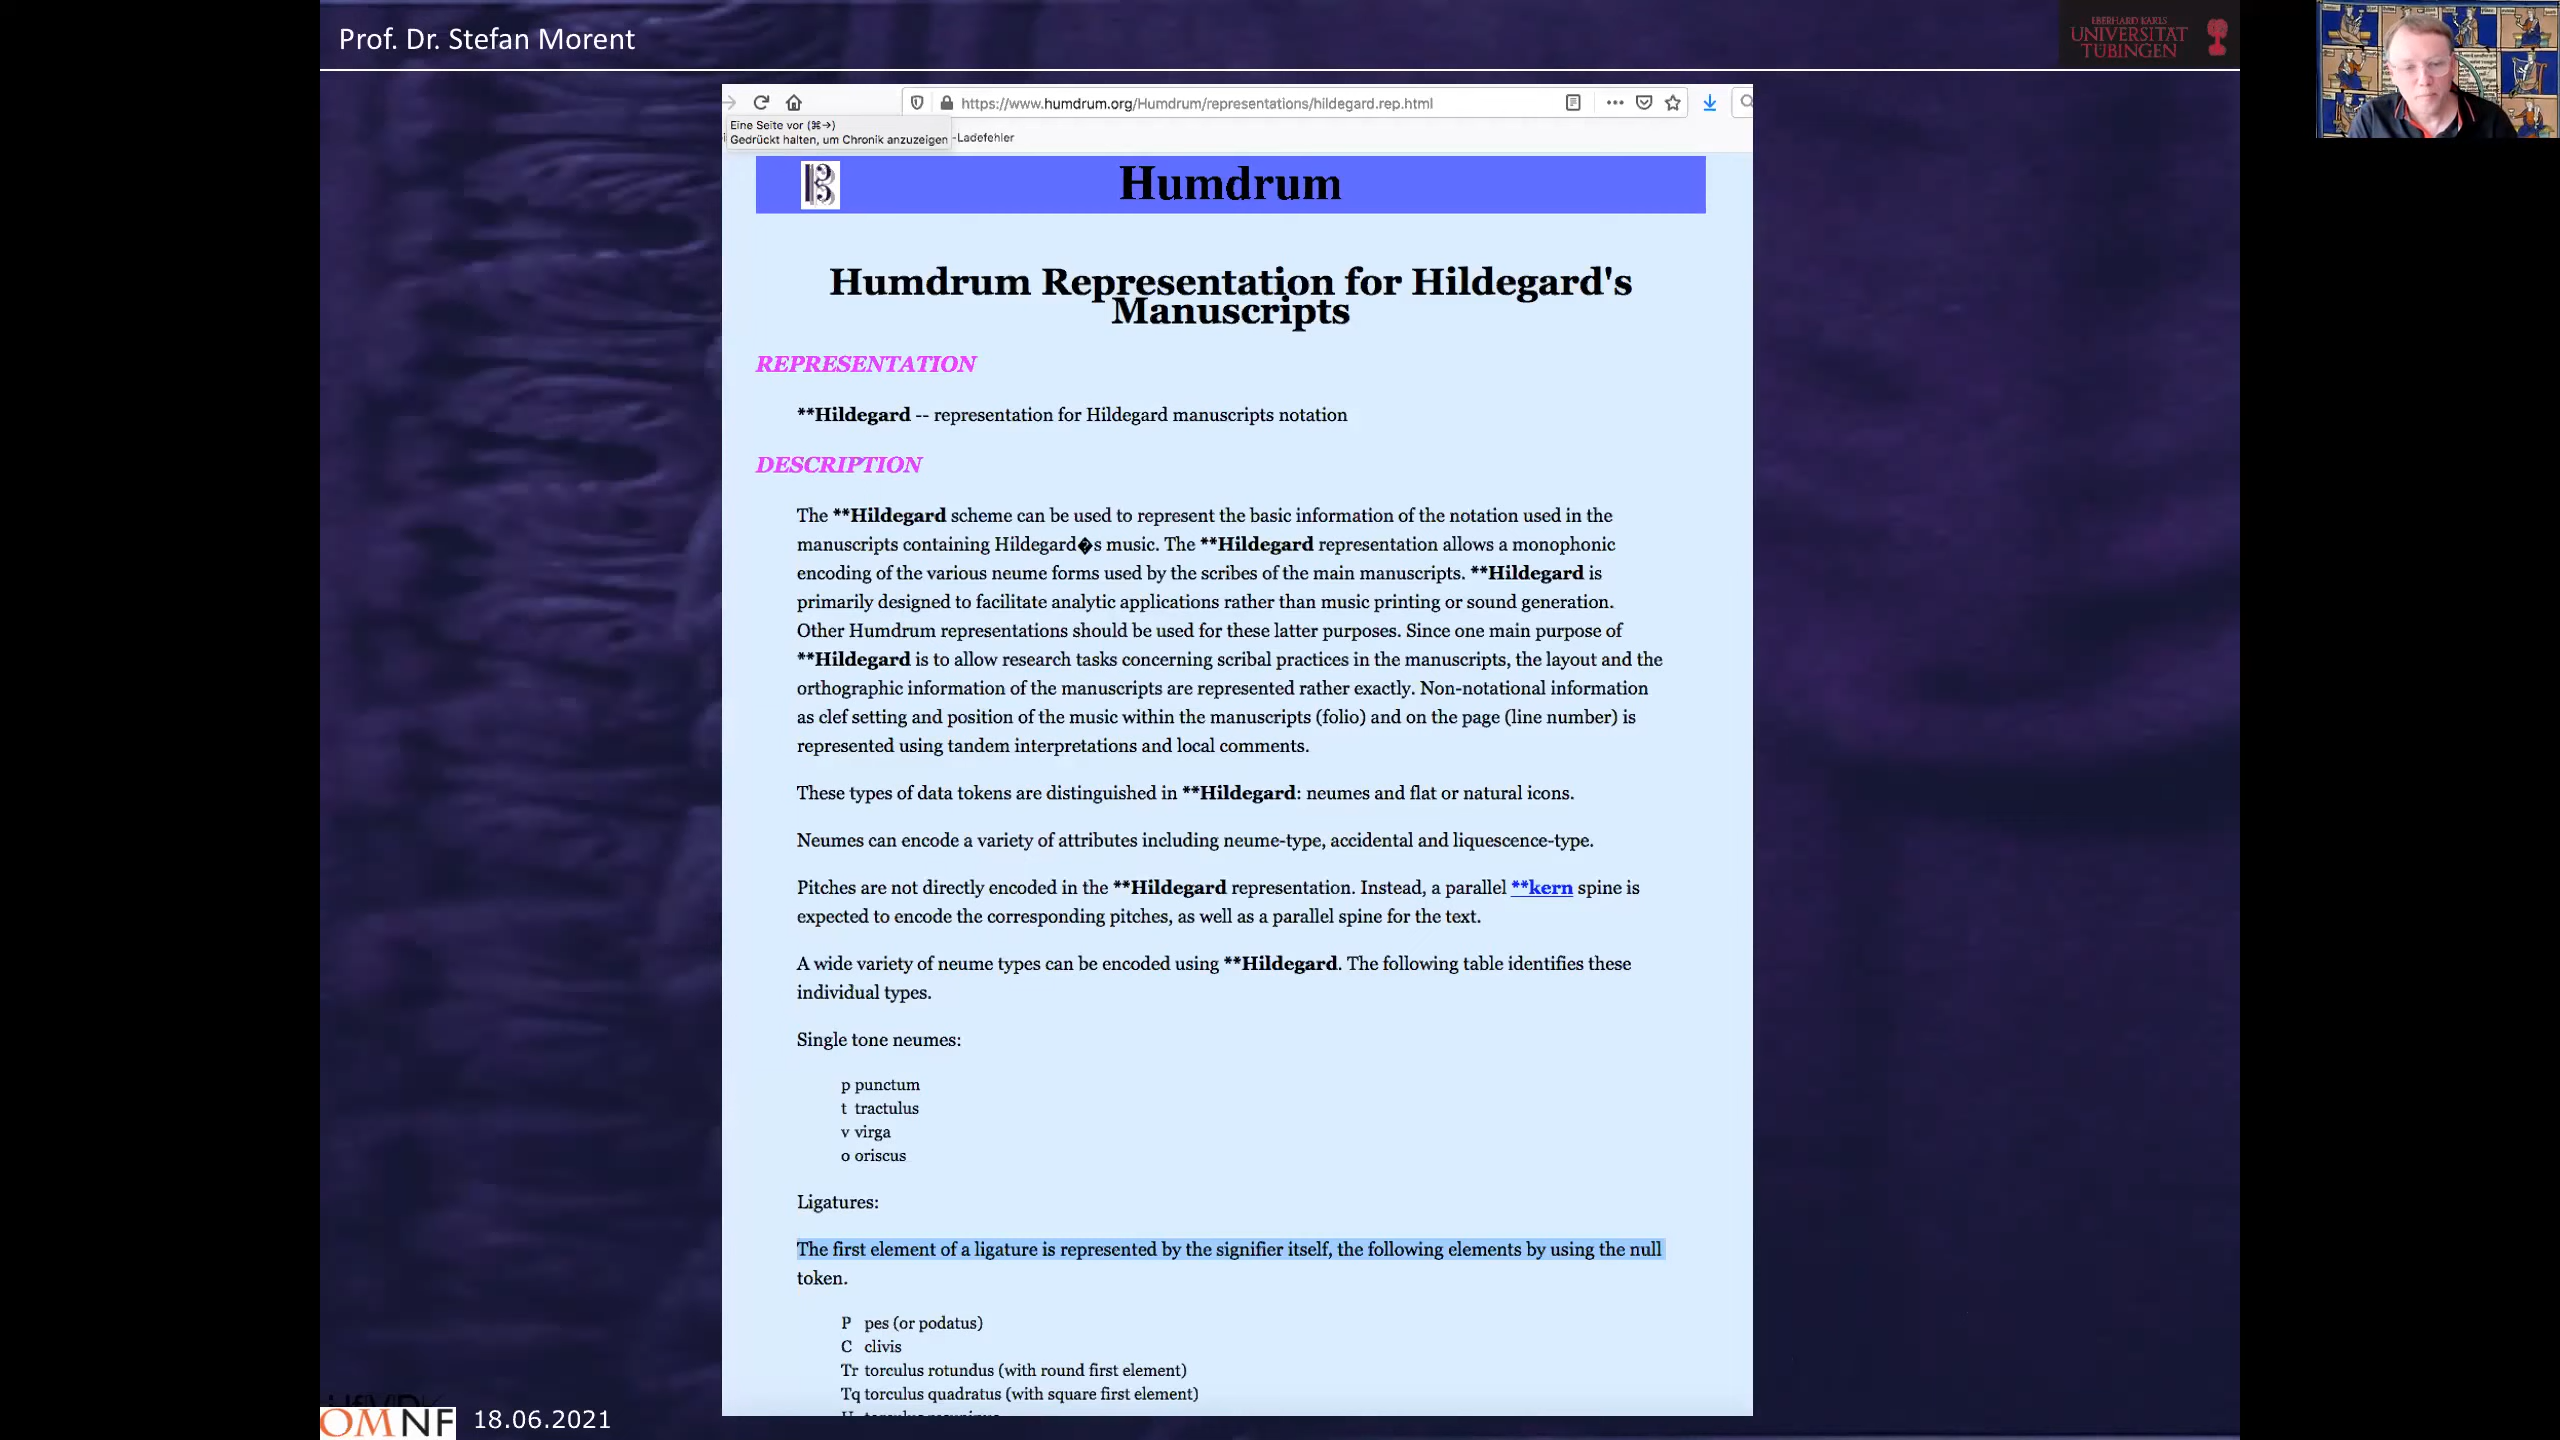 Prof. Dr. Stefan Morent
EBERHARD KARLS
UNIVERSITÄT
TÜBINGEN
https://www.humdrum.org/Humdrum/representations/hildegard.rep.html
Eine Seite vor (⌘→)
Gedrückt halten, um Chronik anzuzeigen
-Ladefehler
Humdrum
Humdrum Representation for Hildegard's
Manuscripts
REPRESENTATION
**Hildegard -- representation for Hildegard manuscripts notation
DESCRIPTION
The **Hildegard scheme can be used to represent the basic information of the notation used in the
manuscripts containing Hildegard�s music. The **Hildegard representation allows a monophonic
encoding of the various neume forms used by the scribes of the main manuscripts. **Hildegard is
primarily designed to facilitate analytic applications rather than music printing or sound generation.
Other Humdrum representations should be used for these latter purposes. Since one main purpose of
**Hildegard is to allow research tasks concerning scribal practices in the manuscripts, the layout and the
orthographic information of the manuscripts are represented rather exactly. Non-notational information
as clef setting and position of the music within the manuscripts (folio) and on the page (line number) is
represented using tandem interpretations and local comments.
These types of data tokens are distinguished in **Hildegard: neumes and flat or natural icons.
Neumes can encode a variety of attributes including neume-type, accidental and liquescence-type.
Pitches are not directly encoded in the **Hildegard representation. Instead, a parallel **kern spine is
expected to encode the corresponding pitches, as well as a parallel spine for the text.
A wide variety of neume types can be encoded using **Hildegard. The following table identifies these
individual types.
Single tone neumes:
p punctum
t tractulus
v virga
o oriscus
Ligatures:
The first element of a ligature is represented by the signifier itself, the following elements by using the null
token.
P pes (or podatus)
C clivis
Tr torculus rotundus (with round first element)
Tq torculus quadratus (with square first element)
OMNF
18.06.2021